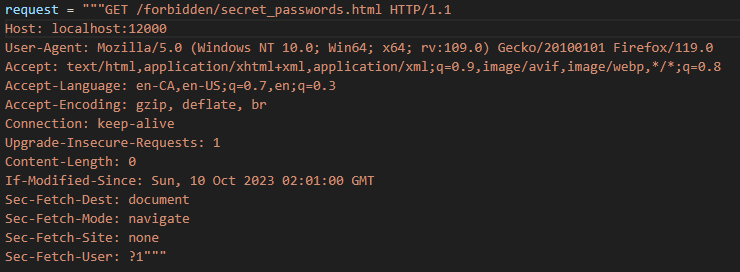 request = """GET /forbidden/secret_passwords.html HTTP/1.1
Host: localhost:12000
User-Agent: Mozilla/5.0 (Windows NT 10.0; Win64; x64; rv:109.0) Gecko/20100101 Firefox/119.0
Accept: text/html,application/xhtml+xml,application/xml;q=0.9,image/avif,image/webp,*/*;q=0.8
Accept-Language: en-CA,en-US;q=0.7,en;q=0.3
Accept-Encoding: gzip, deflate, br
Connection: keep-alive
Upgrade-Insecure-Requests: 1
Content-Length: 0
If-Modified-Since: Sun, 10 Oct 2023 02:01:00 GMT
Sec-Fetch-Dest: document
Sec-Fetch-Mode: navigate
Sec-Fetch-Site: none
Sec-Fetch-User: ?1"""